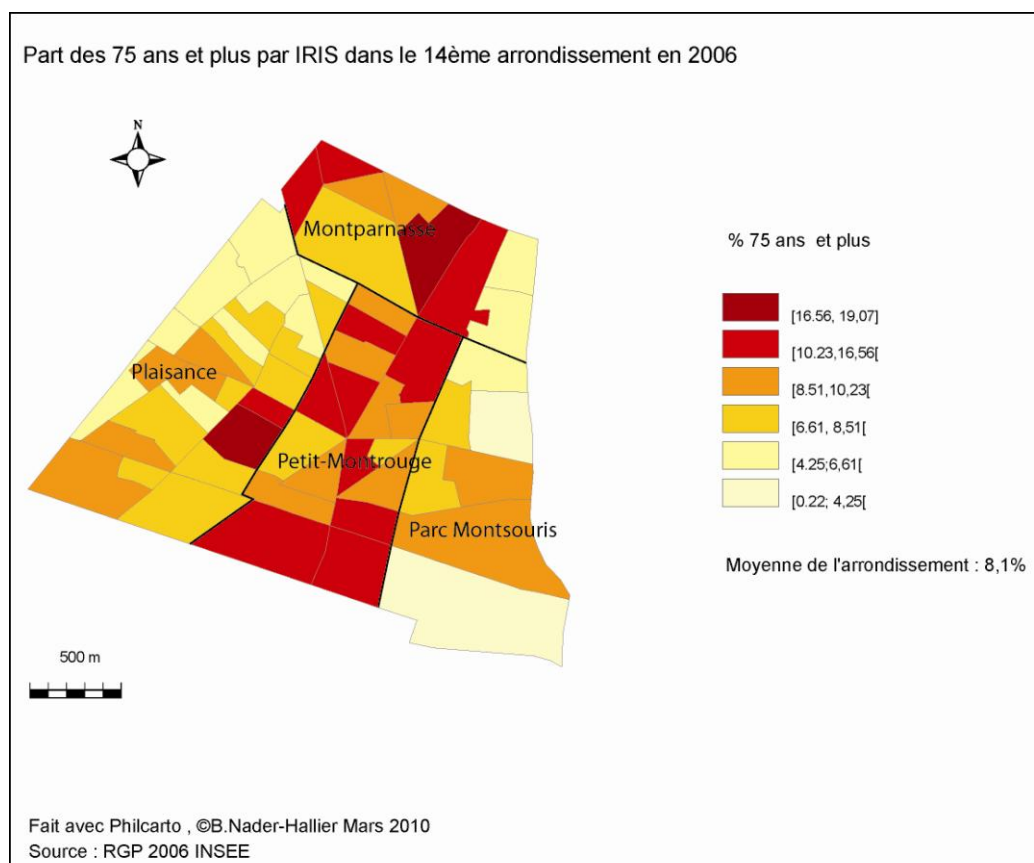 Part des 75 ans et plus par IRIS dans le 14ème arrondissement en 2006
N
Montparnasse
% 75 ans et plus
[16.56, 19,07]
[10.23,16,56[
Plaisance
[8.51,10,23[
[6.61, 8,51[
Petit-Montrouge
[4.25;6,61[
[0.22; 4,25[
Parc Montsouris
Moyenne de l'arrondissement : 8,1%
500 m
Fait avec Philcarto , ©B.Nader-Hallier Mars 2010
Source : RGP 2006 INSEE